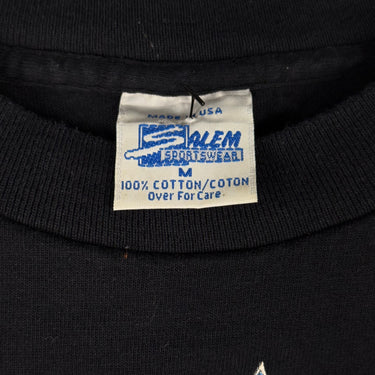 MADE IN USA
SALEM
SPORTSWEAR
M
100% COTTON/COTON
Over For Care